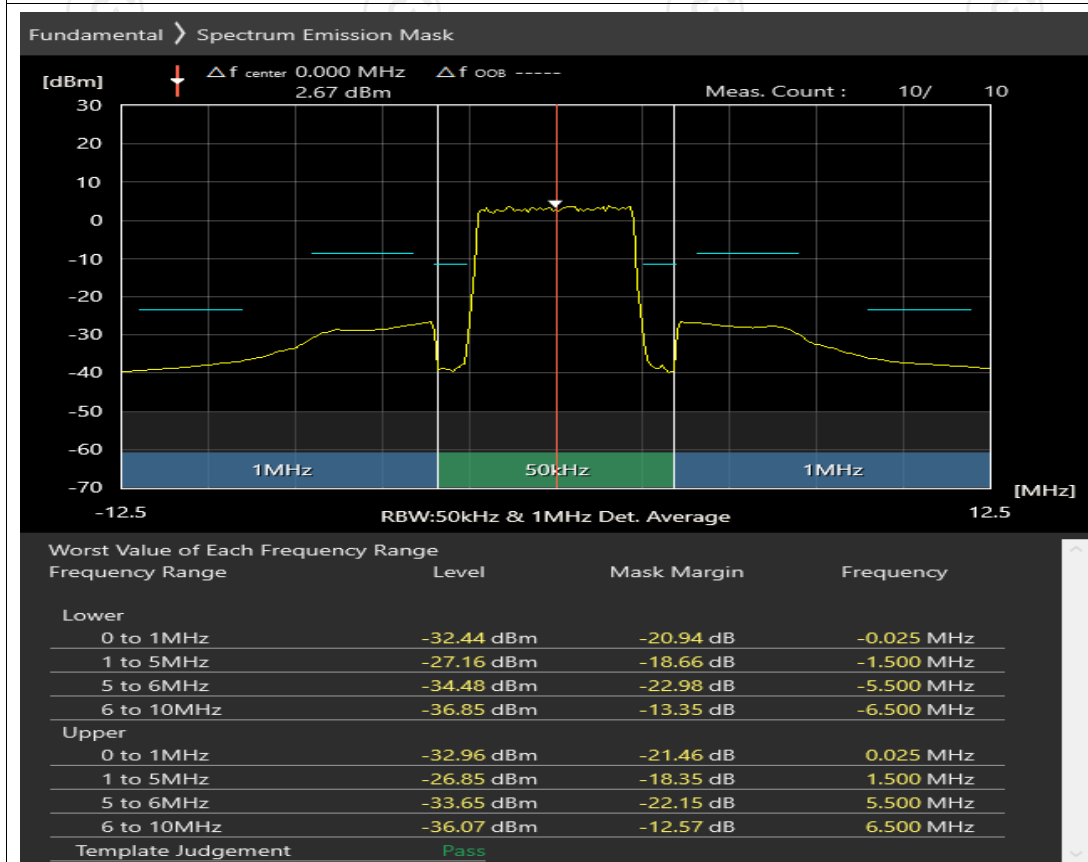 Fundamental ❯ Spectrum Emission Mask
[dBm] Δf center 0.000 MHz Δf OOB -----
2.67 dBm Meas. Count : 10/ 10
30
20
10
0
-10
-20
-30
-40
-50
-60
1MHz 50kHz 1MHz
-70 [MHz]
-12.5 RBW:50kHz & 1MHz Det. Average 12.5
Worst Value of Each Frequency Range
Frequency Range Level Mask Margin Frequency
Lower
0 to 1MHz -32.44 dBm -20.94 dB -0.025 MHz
1 to 5MHz -27.16 dBm -18.66 dB -1.500 MHz
5 to 6MHz -34.48 dBm -22.98 dB -5.500 MHz
6 to 10MHz -36.85 dBm -13.35 dB -6.500 MHz
Upper
0 to 1MHz -32.96 dBm -21.46 dB 0.025 MHz
1 to 5MHz -26.85 dBm -18.35 dB 1.500 MHz
5 to 6MHz -33.65 dBm -22.15 dB 5.500 MHz
6 to 10MHz -36.07 dBm -12.57 dB 6.500 MHz
Template Judgement Pass